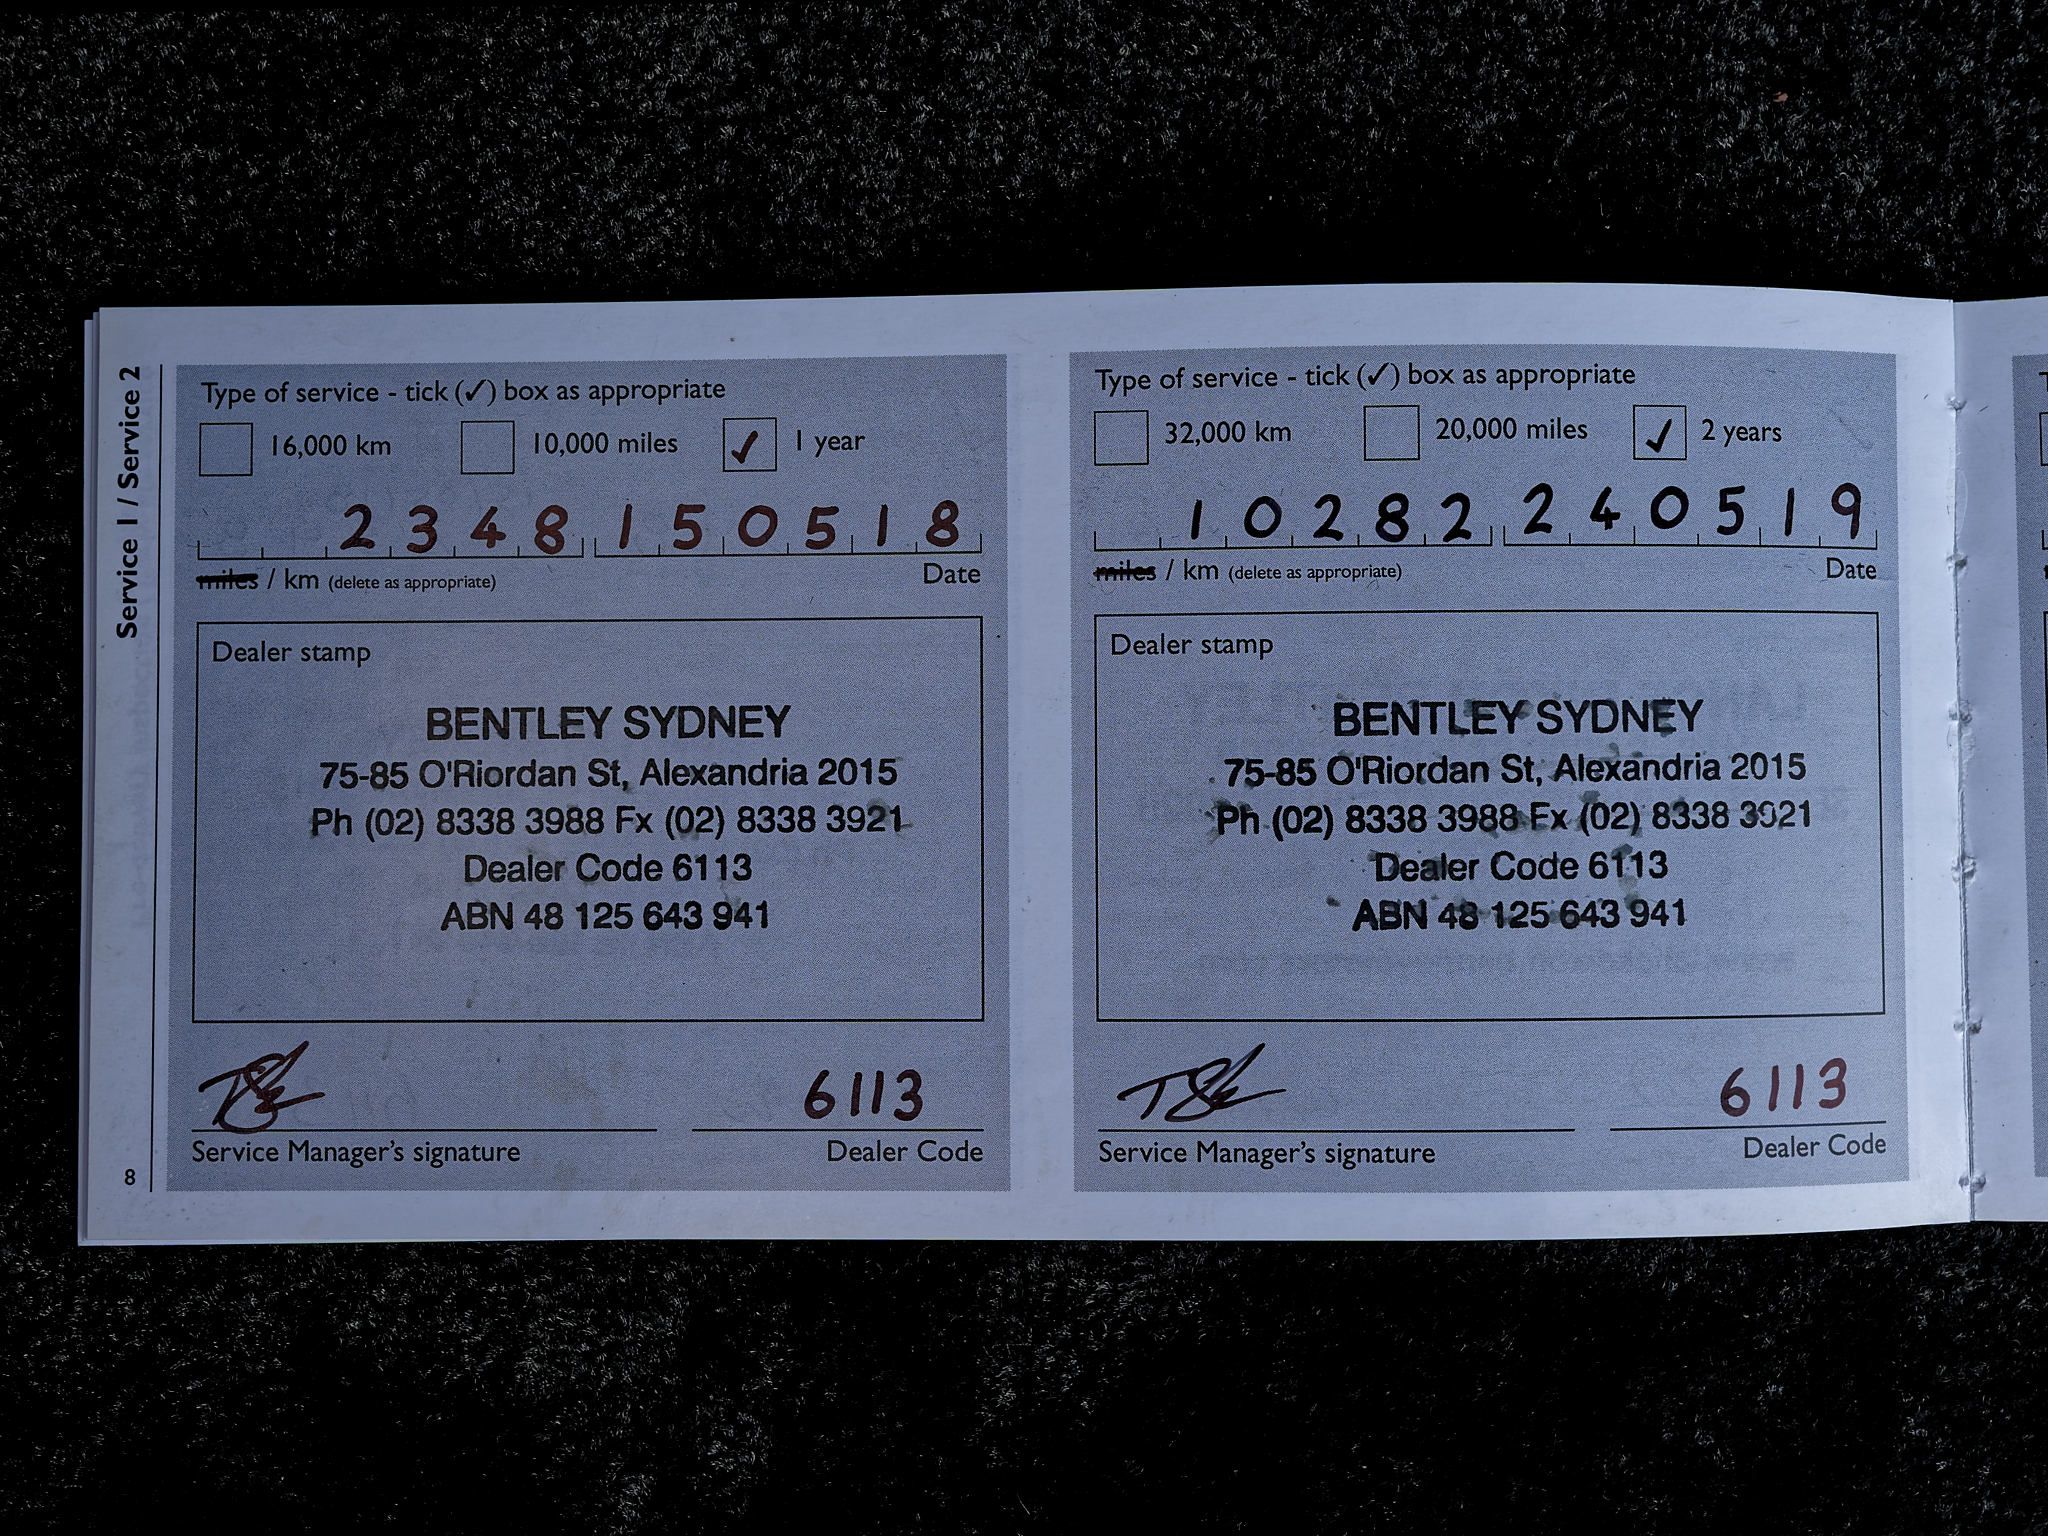 Service 1 / Service 2
Type of service - tick (✓) box as appropriate
16,000 km 10,000 miles ✓ 1 year
2348 150518
miles / km (delete as appropriate) Date
Dealer stamp
BENTLEY SYDNEY
75-85 O'Riordan St, Alexandria 2015
Ph (02) 8338 3988 Fx (02) 8338 3921
Dealer Code 6113
ABN 48 125 643 941
6113
Service Manager's signature Dealer Code
8
Type of service - tick (✓) box as appropriate
32,000 km 20,000 miles ✓ 2 years
10282 240519
miles / km (delete as appropriate) Date
Dealer stamp
BENTLEY SYDNEY
75-85 O'Riordan St, Alexandria 2015
Ph (02) 8338 3988 Fx (02) 8338 3921
Dealer Code 6113
ABN 48 125 643 941
6113
Service Manager's signature Dealer Code